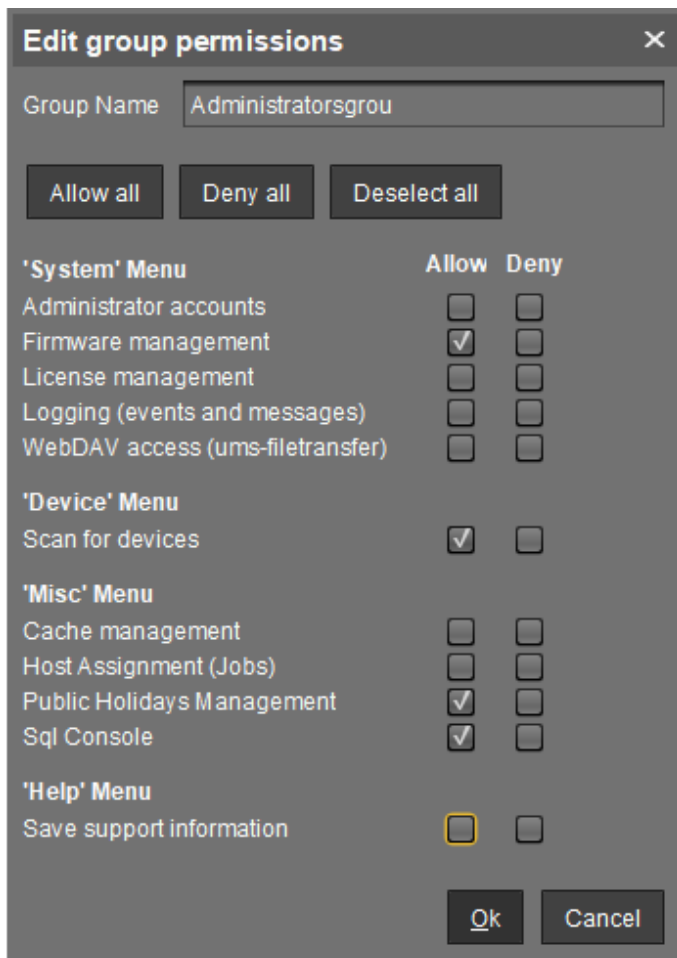 Edit group permissions
Group Name Administratorsgrou
Allow all Deny all Deselect all
'System' Menu Allow Deny
Administrator accounts
Firmware management
License management
Logging (events and messages)
WebDAV access (ums-filetransfer)
'Device' Menu
Scan for devices
'Misc' Menu
Cache management
Host Assignment (Jobs)
Public Holidays Management
Sql Console
'Help' Menu
Save support information
Ok Cancel